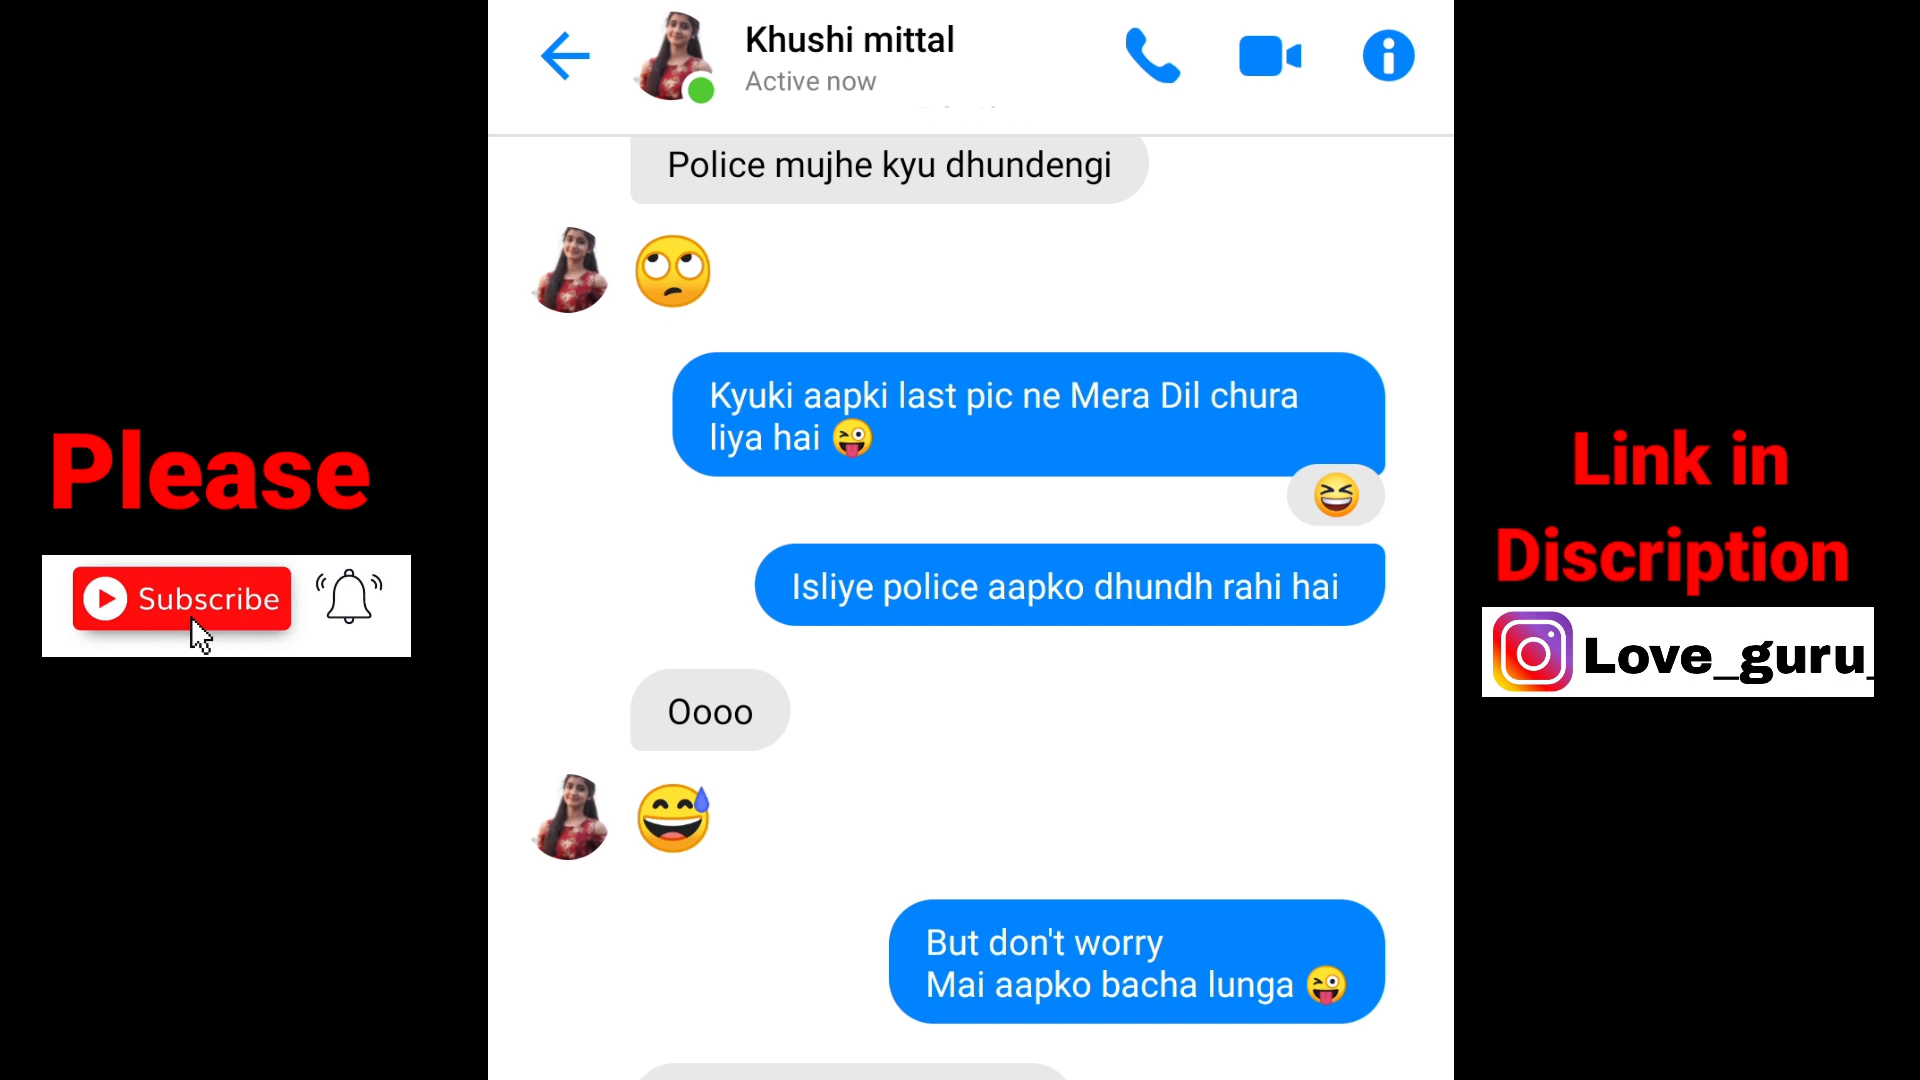 Khushi mittal
Active now
Police mujhe kyu dhundengi
🙄
Kyuki aapki last pic ne Mera Dil chura
liya hai 😜
😆
Isliye police aapko dhundh rahi hai
Oooo
😅
But don't worry
Mai aapko bacha lunga 😜
Please
Subscribe
Link in
Discription
Love_guru_